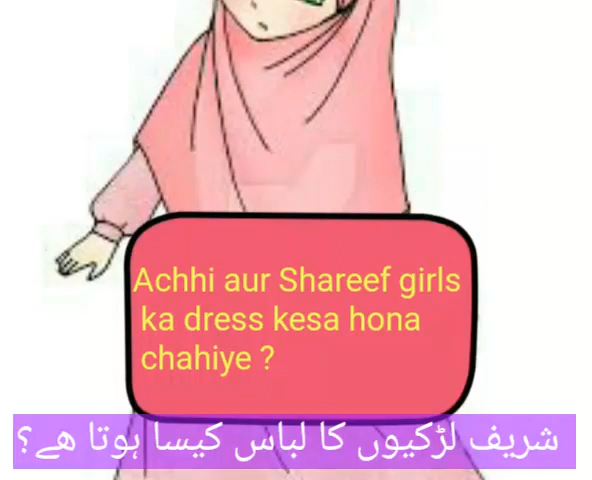 Achhi aur Shareef girls
ka dress kesa hona
chahiye ?
شریف لڑکیوں کا لباس کیسا ہوتا ھے؟